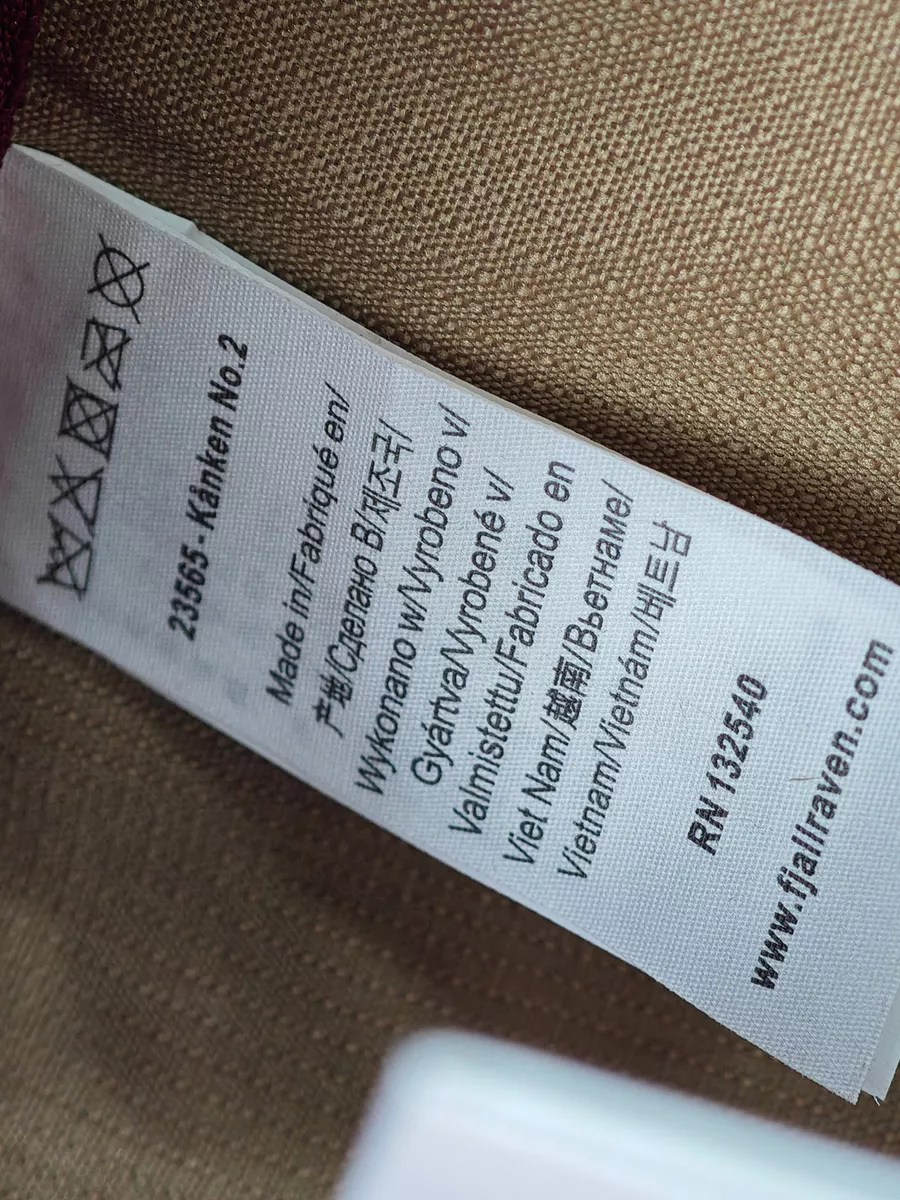 23565 - Kånken No.2
Made in/Fabriqué en/
产地/Сделано В/제조국/
Wykonano w/Vyrobeno v/
Gyártva/Vyrobené v/
Valmistettu/Fabricado en
Viet Nam/越南/Вьетнаме/
Vietnam/Vietnám/베트남
RN 132540
www.fjallraven.com